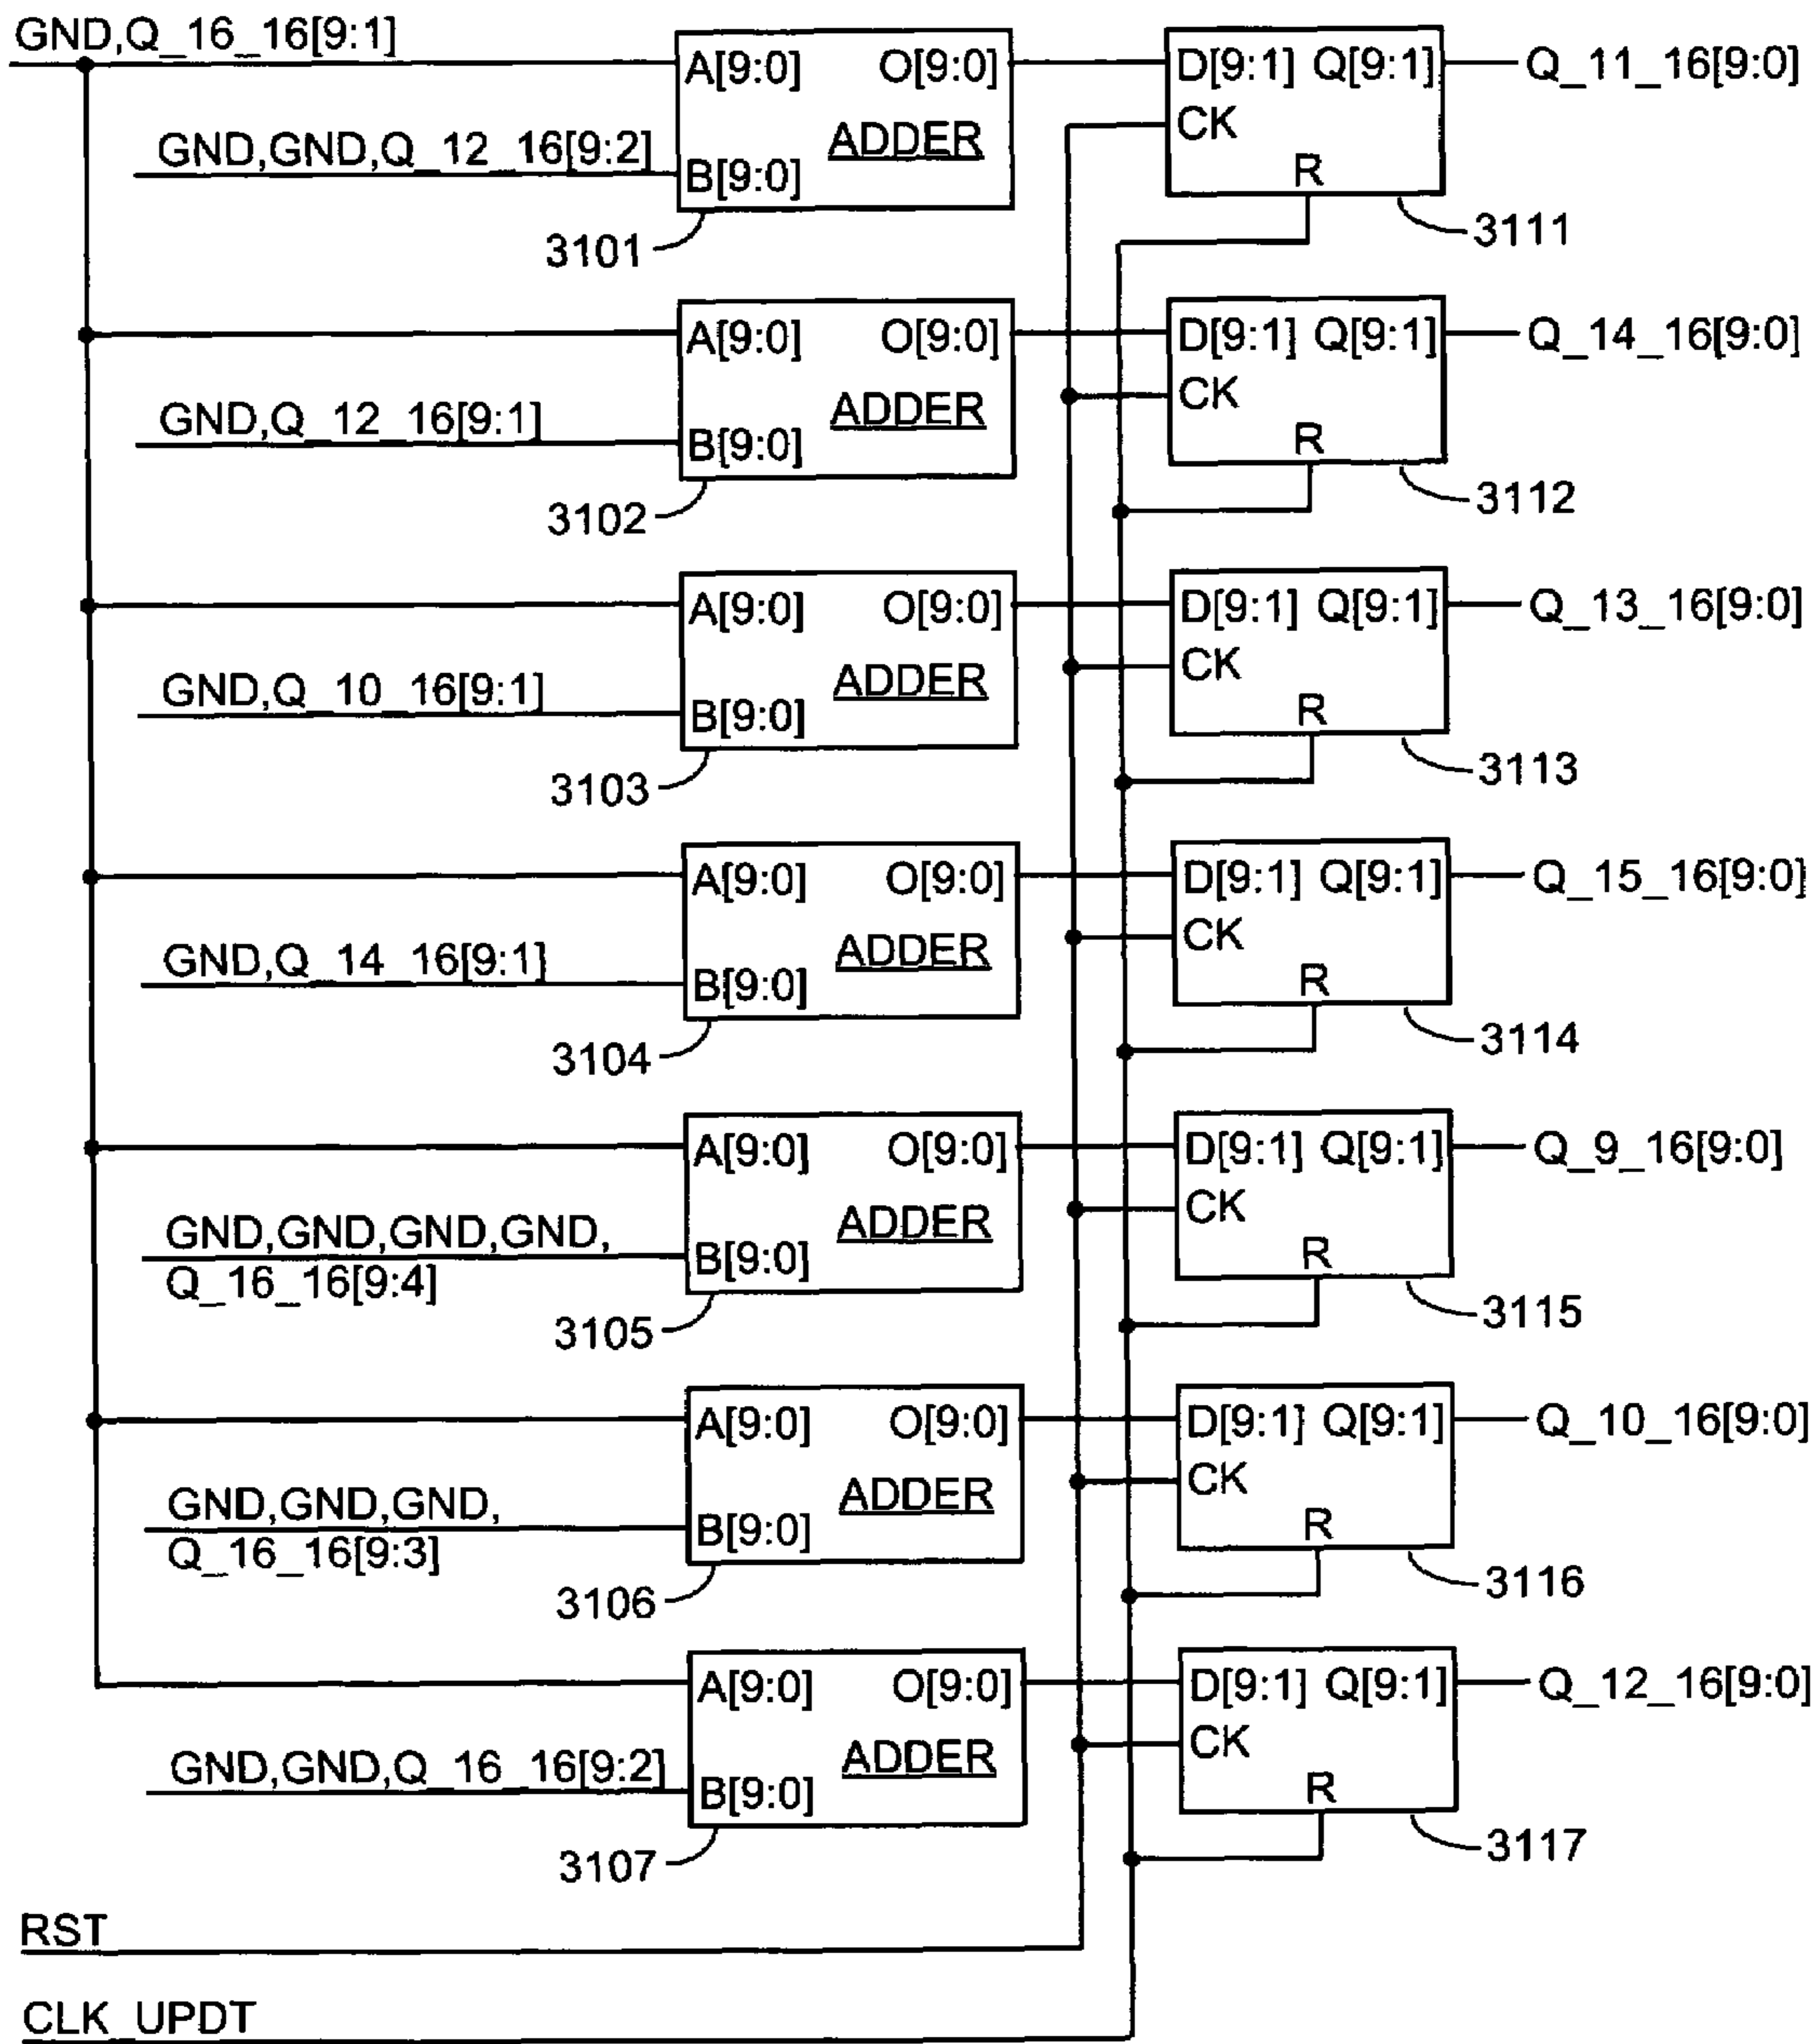 GND,Q_16_16[9:1]
A[9:0] O[9:0]
D[9:1] Q[9:1]
Q_11_16[9:0]
CK
ADDER
GND,GND,Q_12_16[9:2]
B[9:0]
R
3101
3111
A[9:0] O[9:0]
D[9:1] Q[9:1]
Q_14_16[9:0]
CK
ADDER
GND,Q_12_16[9:1]
B[9:0]
R
3102
3112
A[9:0] O[9:0]
D[9:1] Q[9:1]
Q_13_16[9:0]
CK
ADDER
GND,Q_10_16[9:1]
B[9:0]
R
3103
3113
A[9:0] O[9:0]
D[9:1] Q[9:1]
Q_15_16[9:0]
CK
ADDER
GND,Q_14_16[9:1]
B[9:0]
R
3104
3114
A[9:0] O[9:0]
D[9:1] Q[9:1]
Q_9_16[9:0]
CK
ADDER
GND,GND,GND,GND,
Q_16_16[9:4]
B[9:0]
R
3105
3115
A[9:0] O[9:0]
D[9:1] Q[9:1]
Q_10_16[9:0]
CK
ADDER
GND,GND,GND,
Q_16_16[9:3]
B[9:0]
R
3106
3116
A[9:0] O[9:0]
D[9:1] Q[9:1]
Q_12_16[9:0]
CK
ADDER
GND,GND,Q_16_16[9:2]
B[9:0]
R
3107
3117
RST
CLK_UPDT